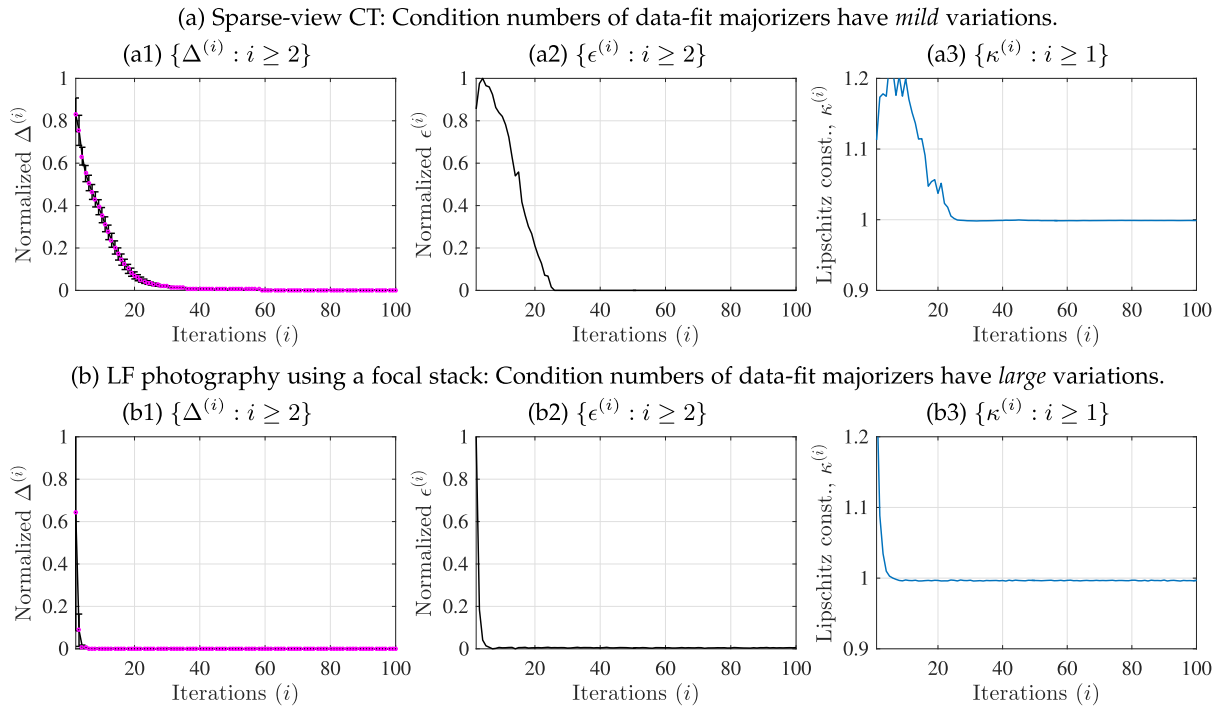 (a) Sparse-view CT: Condition numbers of data-fit majorizers have mild variations.
(a1) {Δ^(i) : i ≥ 2}
(a2) {ϵ^(i) : i ≥ 2}
(a3) {κ^(i) : i ≥ 1}
Normalized Δ^(i)
1
0.8
0.6
0.4
0.2
0
20 40 60 80 100
Iterations (i)
Normalized ϵ^(i)
1
0.8
0.6
0.4
0.2
0
20 40 60 80 100
Iterations (i)
Lipschitz const., κ^(i)
1.2
1.1
1
0.9
20 40 60 80 100
Iterations (i)
(b) LF photography using a focal stack: Condition numbers of data-fit majorizers have large variations.
(b1) {Δ^(i) : i ≥ 2}
(b2) {ϵ^(i) : i ≥ 2}
(b3) {κ^(i) : i ≥ 1}
Normalized Δ^(i)
1
0.8
0.6
0.4
0.2
0
20 40 60 80 100
Iterations (i)
Normalized ϵ^(i)
1
0.8
0.6
0.4
0.2
0
20 40 60 80 100
Iterations (i)
Lipschitz const., κ^(i)
1.2
1.1
1
0.9
20 40 60 80 100
Iterations (i)